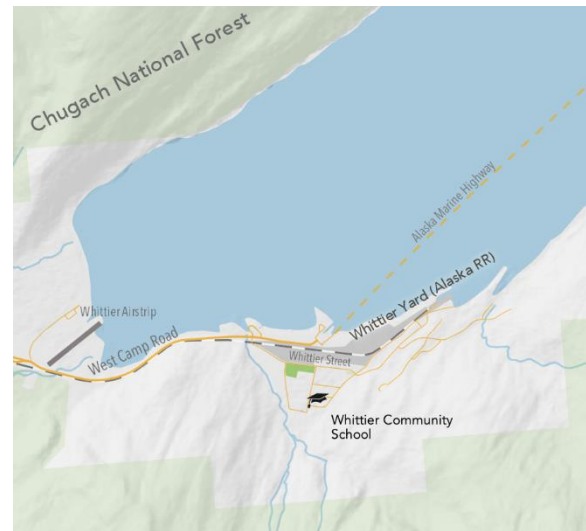 Chugach National Forest
Alaska Marine Highway
Whittier Yard (Alaska RR)
Whittier Airstrip
West Camp Road
Whittier Street
Whittier Community
School